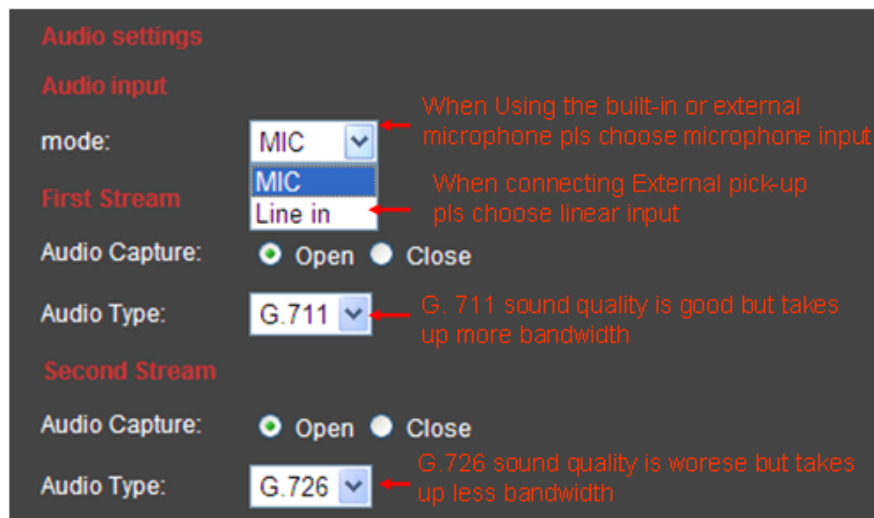 Audio settings
Audio input
When Using the built-in or external
microphone pls choose microphone input
mode: MIC
MIC
Line in
When connecting External pick-up
pls choose linear input
First Stream
Audio Capture: Open Close
Audio Type: G.711
G. 711 sound quality is good but takes
up more bandwidth
Second Stream
Audio Capture: Open Close
Audio Type: G.726
G.726 sound quality is worese but takes
up less bandwidth